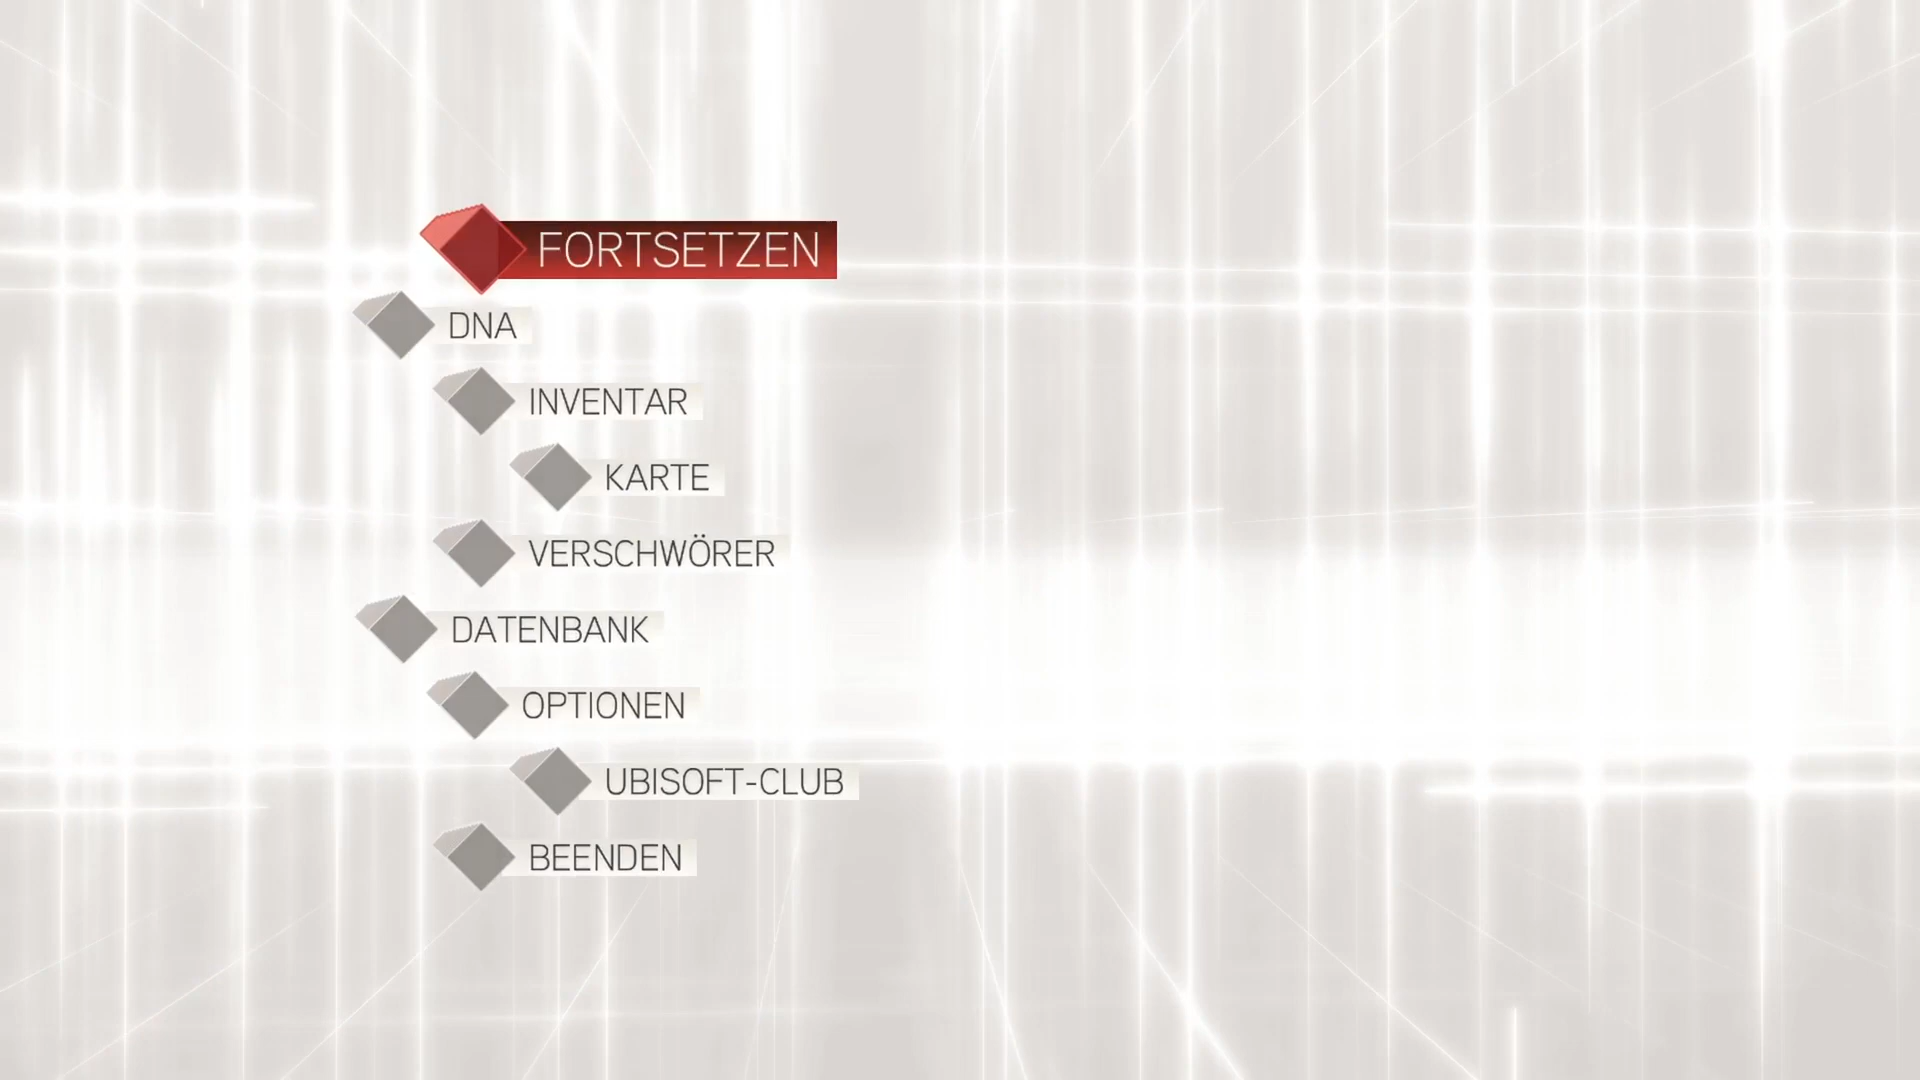 FORTSETZEN
DNA
INVENTAR
KARTE
VERSCHWÖRER
DATENBANK
OPTIONEN
UBISOFT-CLUB
BEENDEN